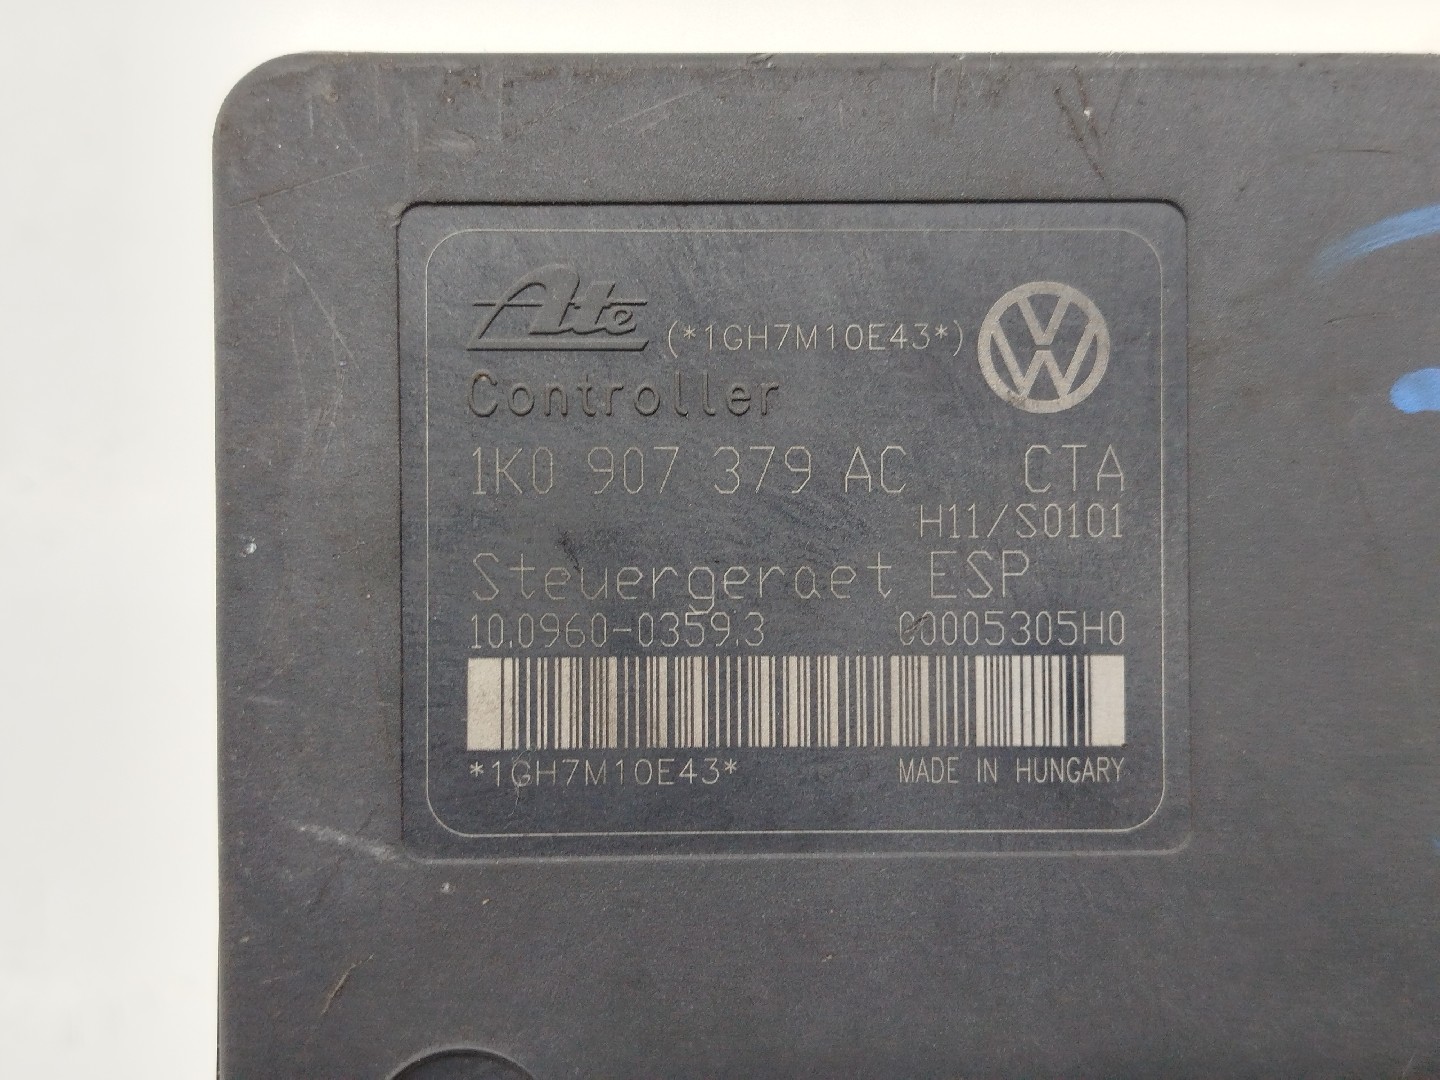 Ate (*1GH7M10E43*)
Controller
1K0 907 379 AC CTA
H11/S0101
Steuergeraet ESP
10.0960-0359.3 00005305H0
*1GH7M10E43* MADE IN HUNGARY